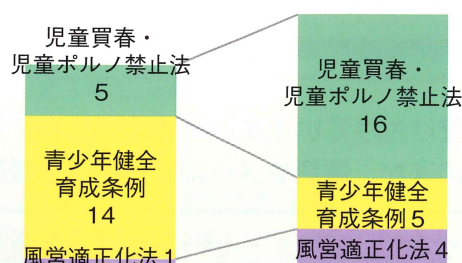 児童買春・
児童ポルノ禁止法
5
青少年健全
育成条例
14
風営適正化法 1
児童買春・
児童ポルノ禁止法
16
青少年健全
育成条例 5
風営適正化法 4